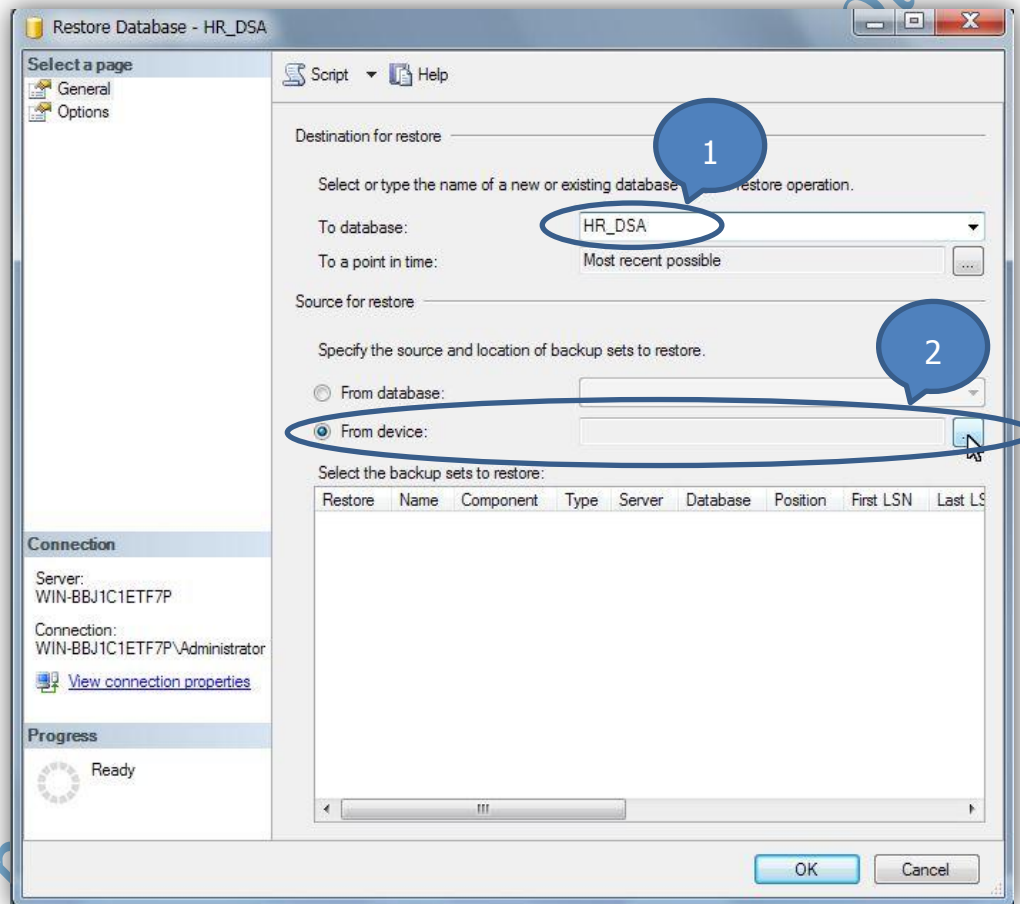 Restore Database - HR_DSA
Select a page
General
Options
Script Help
Destination for restore
1
Select or type the name of a new or existing database restore operation.
To database: HR_DSA
To a point in time: Most recent possible ...
Source for restore
2
Specify the source and location of backup sets to restore.
From database:
From device:
Select the backup sets to restore:
Restore Name Component Type Server Database Position First LSN Last LS
Connection
Server:
WIN-BBJ1C1ETF7P
Connection:
WIN-BBJ1C1ETF7P\Administrator
View connection properties
Progress
Ready
OK Cancel